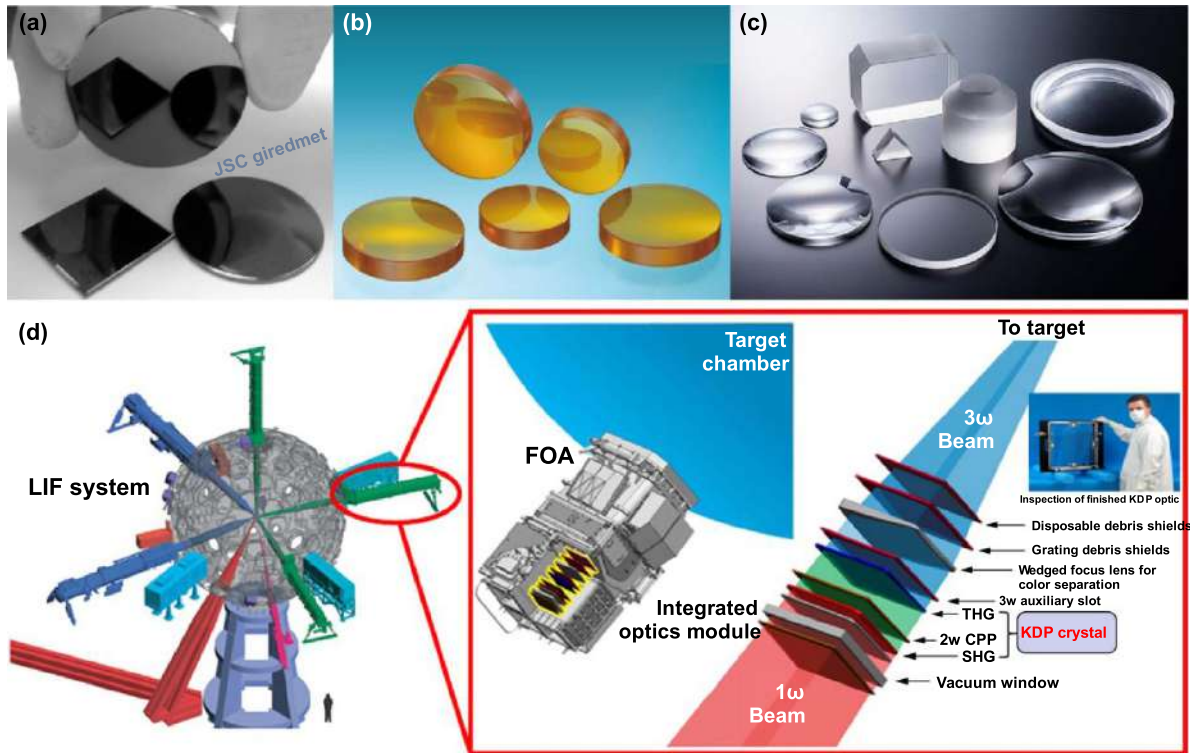 (a)
JSC giredmet
(b)
(c)
(d)
LIF system
Target
chamber
FOA
Integrated
optics module
To target
3ω
Beam
1ω
Beam
Inspection of finished KDP optic
Disposable debris shields
Grating debris shields
Wedged focus lens for
color separation
3w auxiliary slot
THG
2w CPP
SHG
KDP crystal
Vacuum window